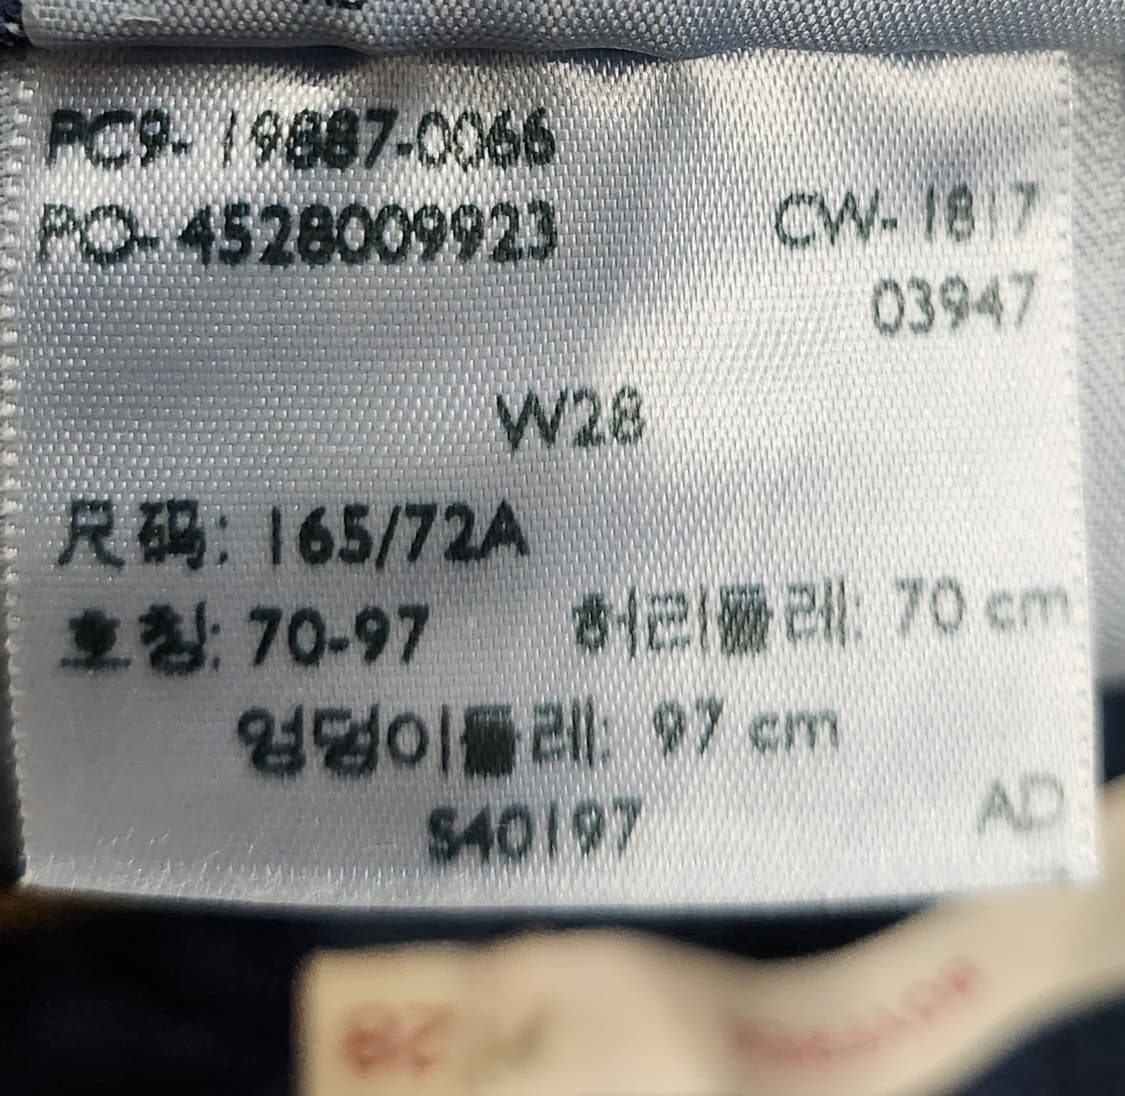 PC9- 19887-0066
PO- 4528009923
CW- 1817
03947
W28
尺码: 165/72A
호칭: 70-97 허리둘레: 70 cm
엉덩이둘레: 97 cm
S40197
AD
28